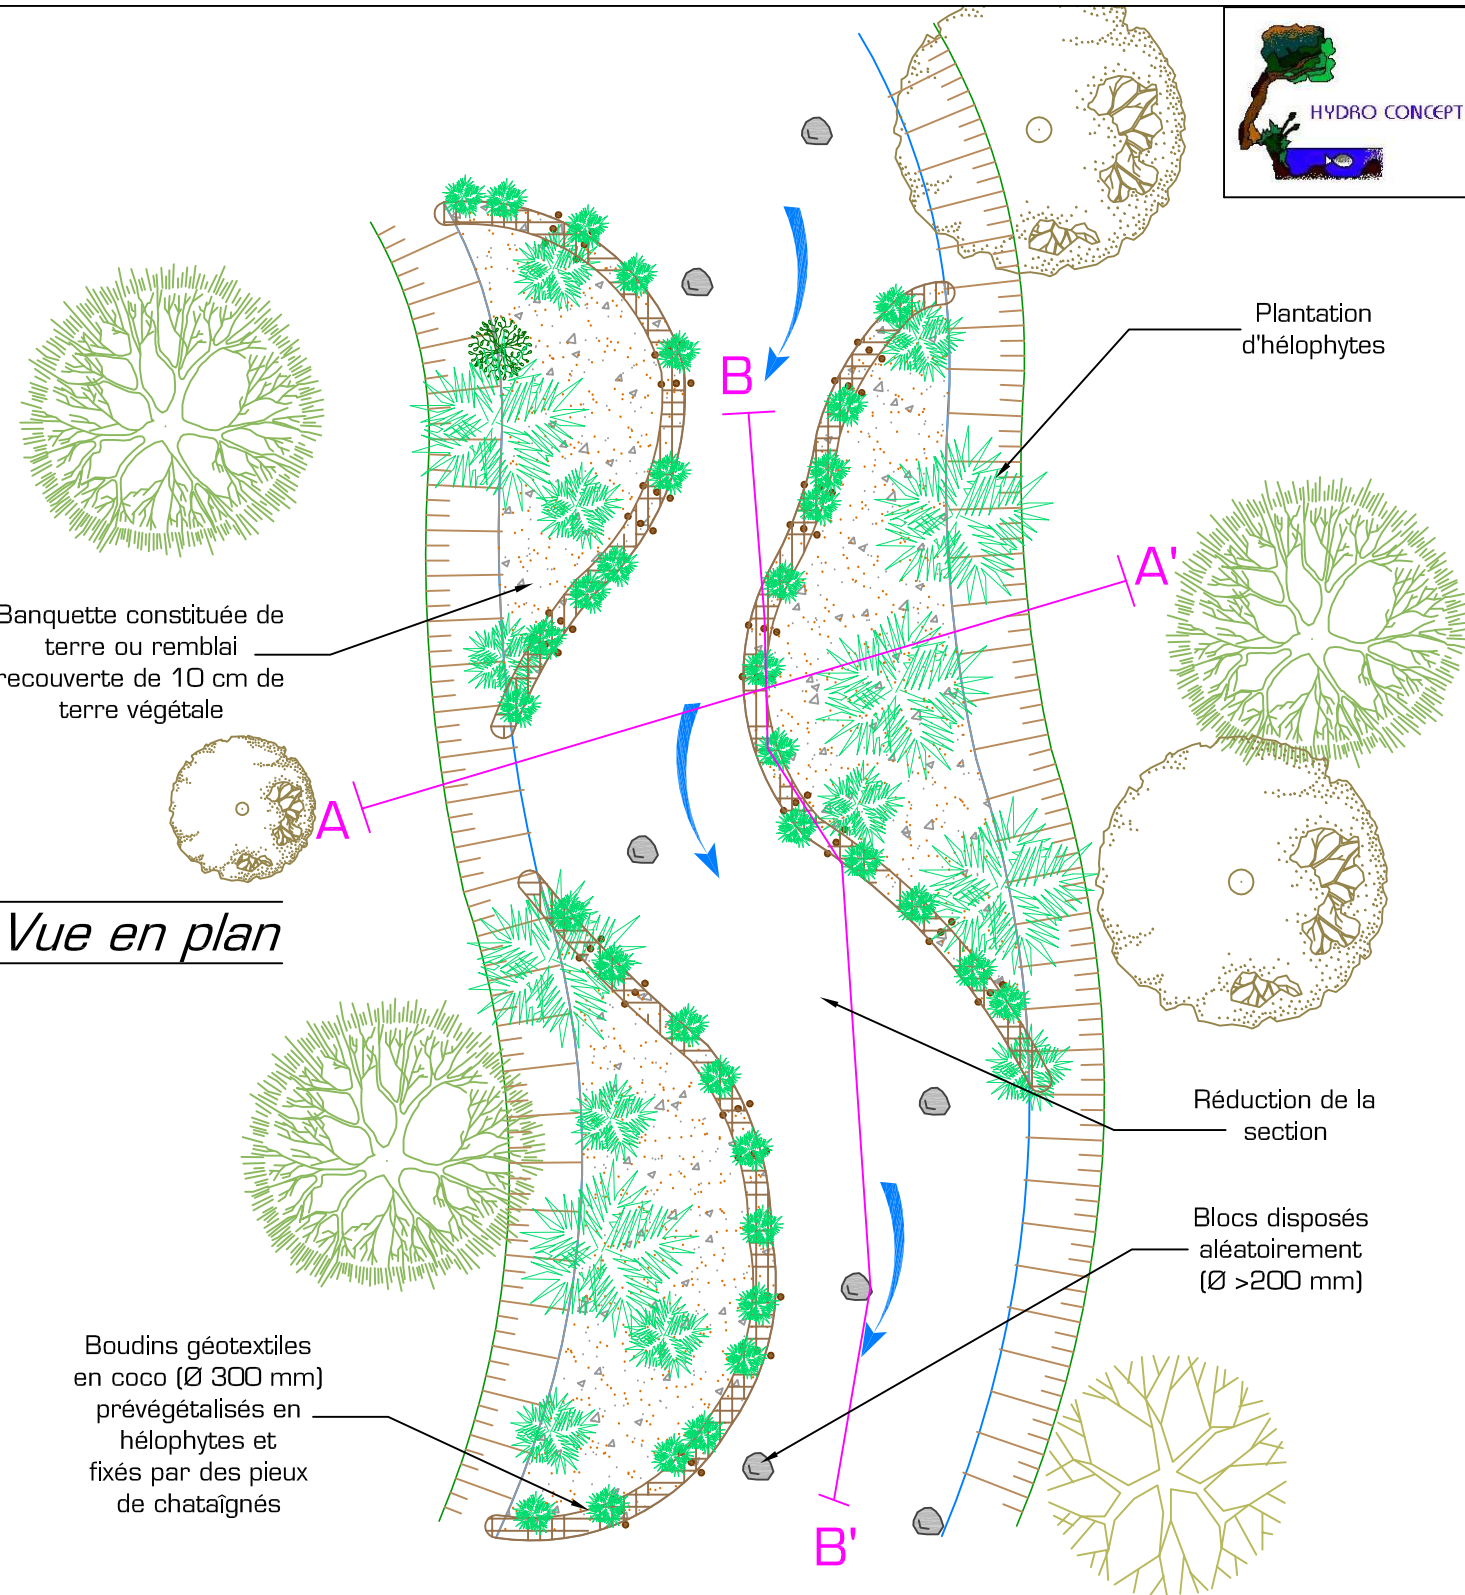 HYDRO CONCEPT
Plantation
d'hélophytes
B
A'
Banquette constituée de
terre ou remblai
recouverte de 10 cm de
terre végétale
A
Vue en plan
Réduction de la
section
Blocs disposés
aléatoirement
(Ø >200 mm)
Boudins géotextiles
en coco (Ø 300 mm)
prévégétalisés en
hélophytes et
fixés par des pieux
de chataîgnés
B'